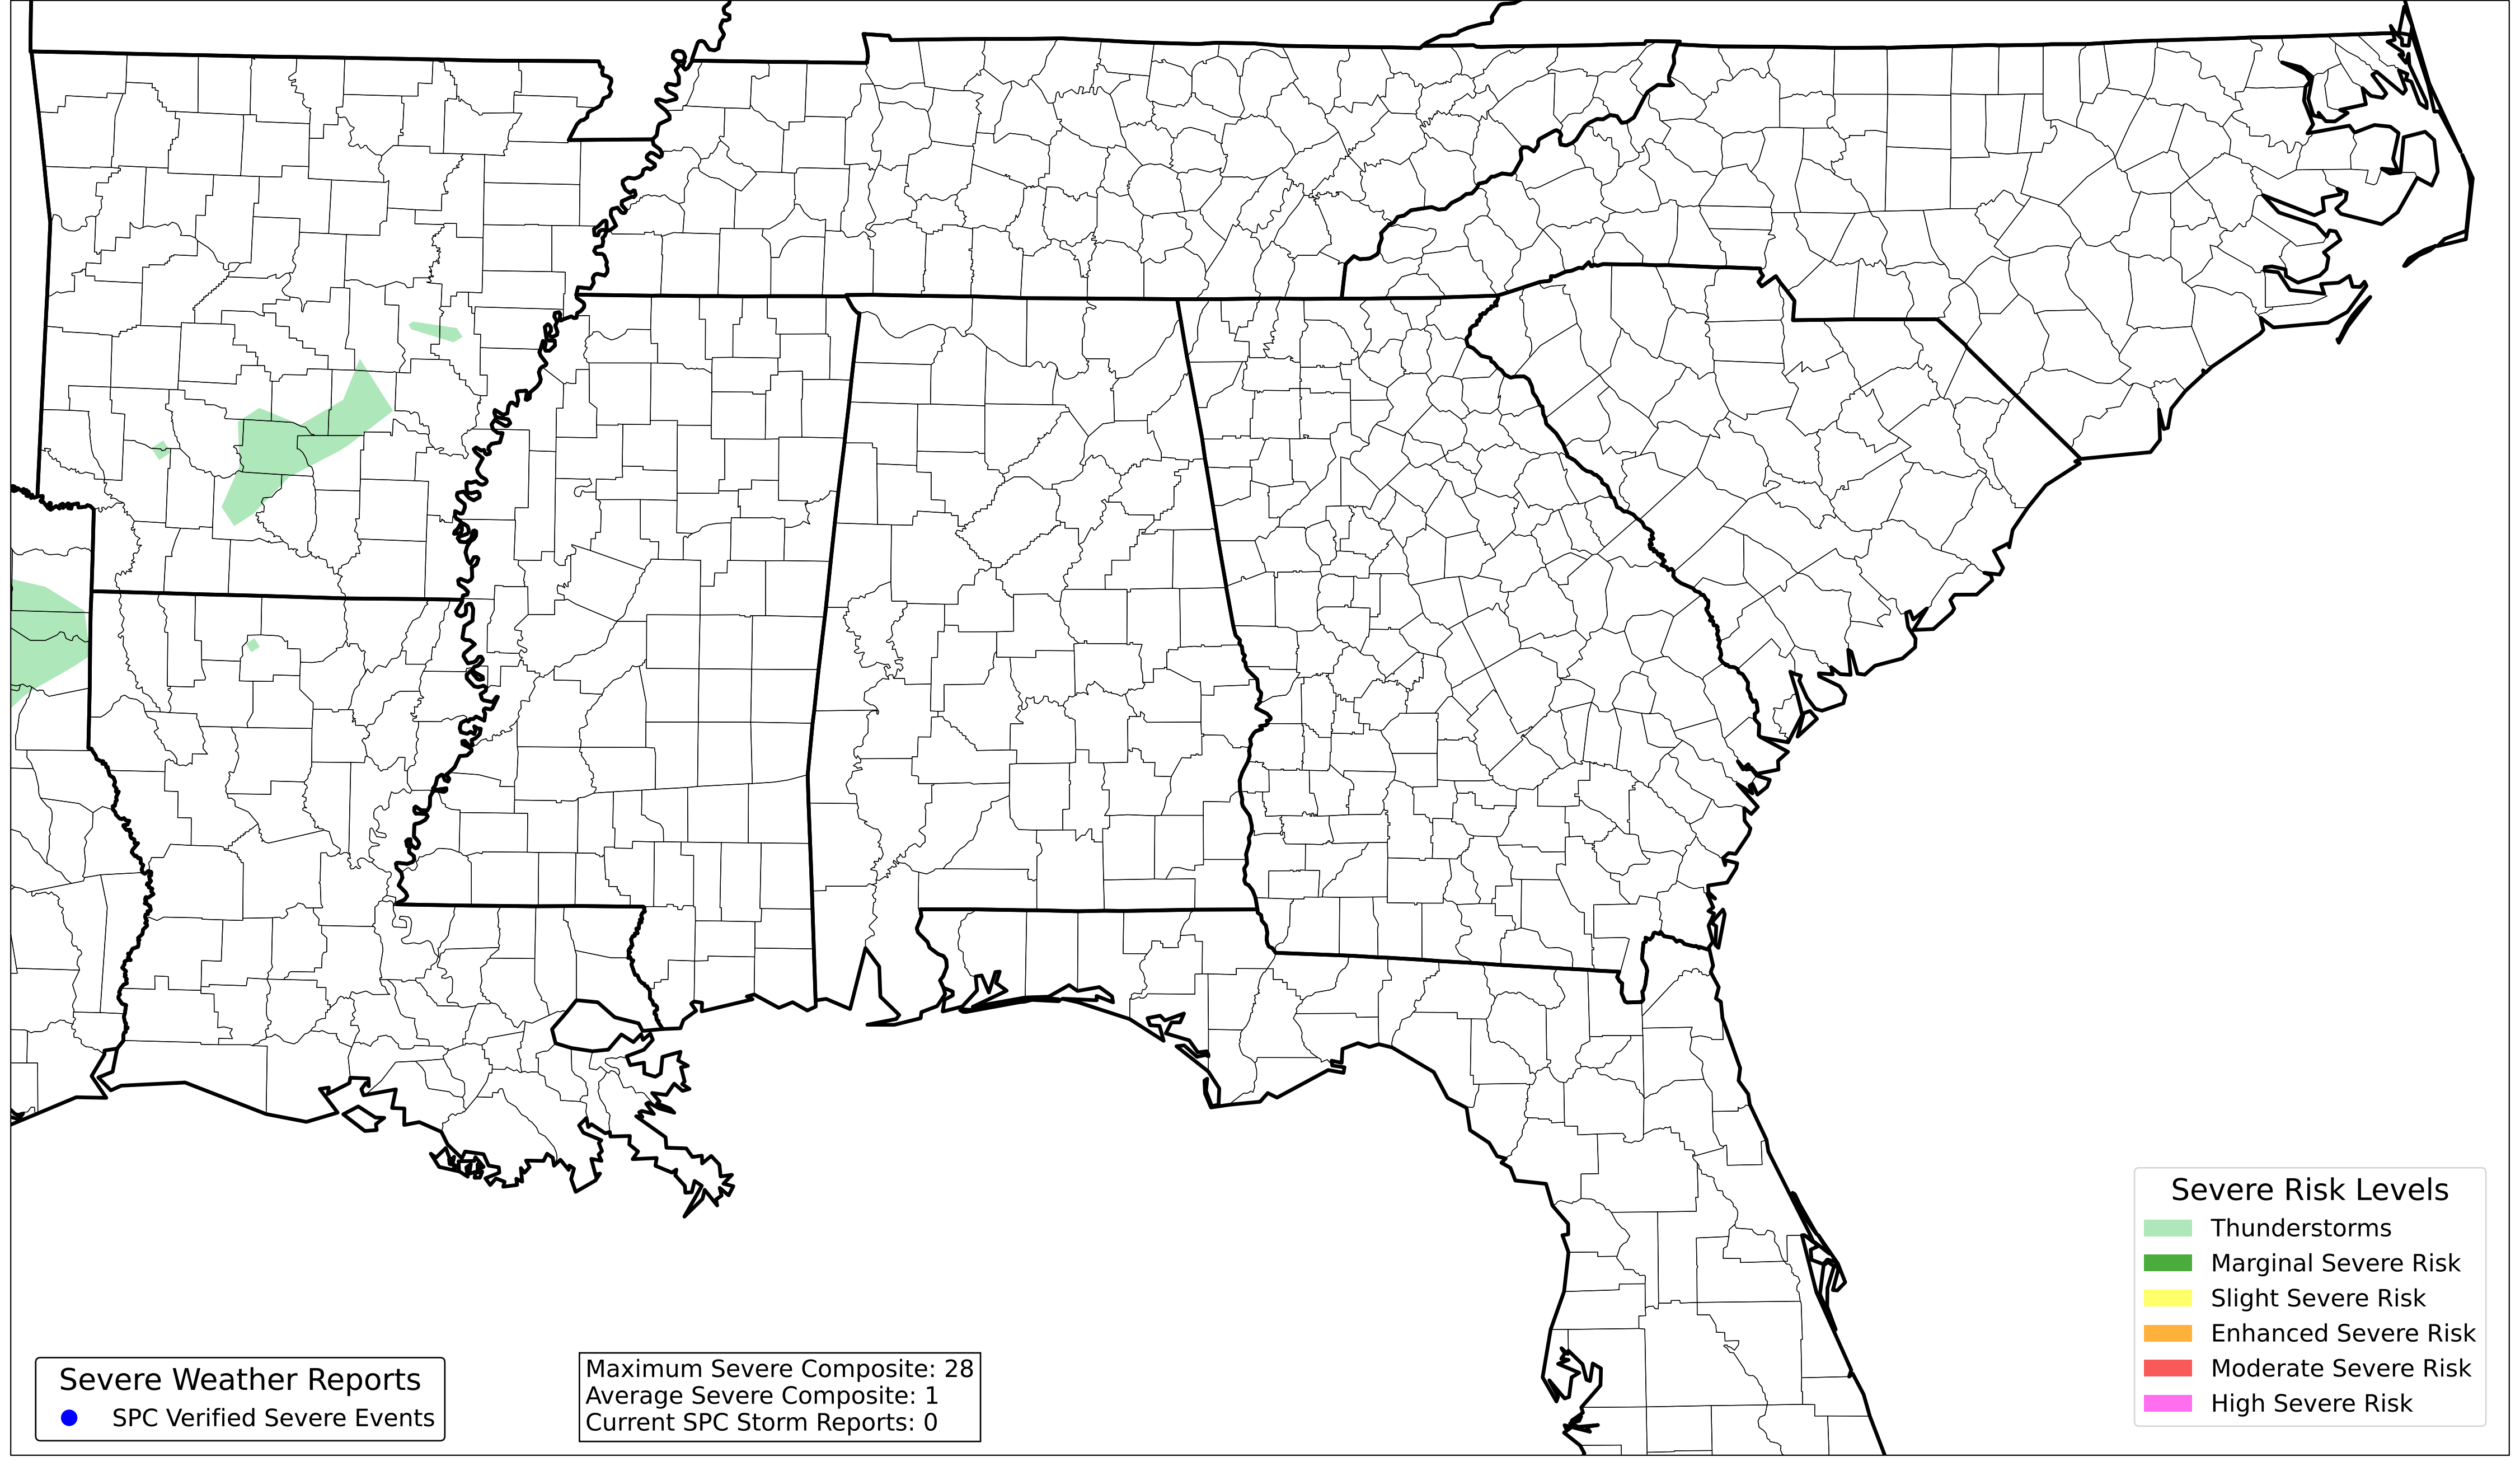 Severe Risk Levels
Thunderstorms
Marginal Severe Risk
Slight Severe Risk
Enhanced Severe Risk
Moderate Severe Risk
High Severe Risk
Severe Weather Reports
SPC Verified Severe Events
Maximum Severe Composite: 28
Average Severe Composite: 1
Current SPC Storm Reports: 0